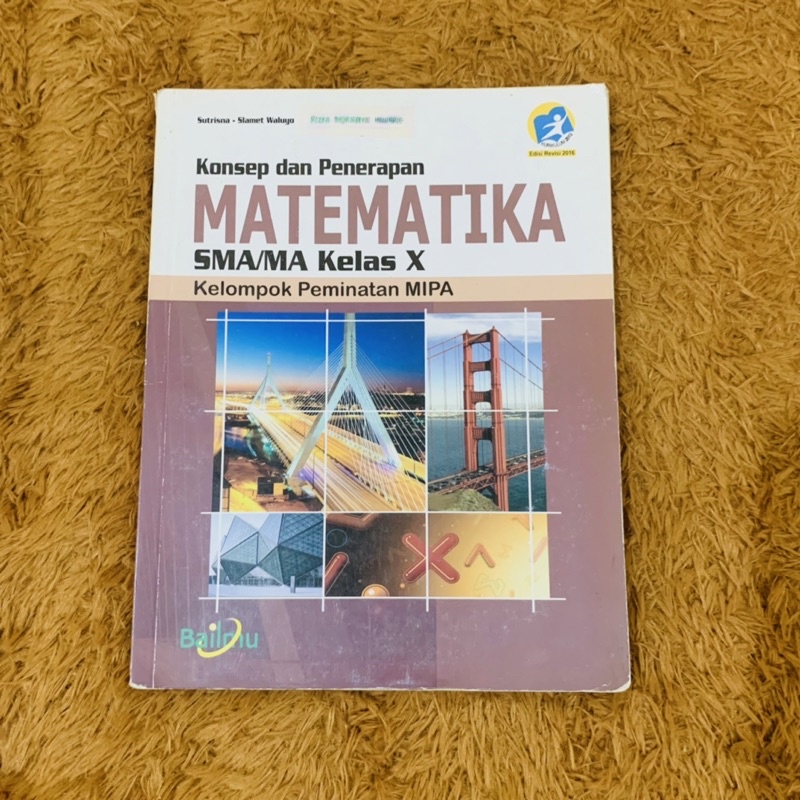 Sutrisna - Slamet Waluyo
Edisi Revisi 2016
Konsep dan Penerapan
MATEMATIKA
SMA/MA Kelas X
Kelompok Peminatan MIPA
Bailmu